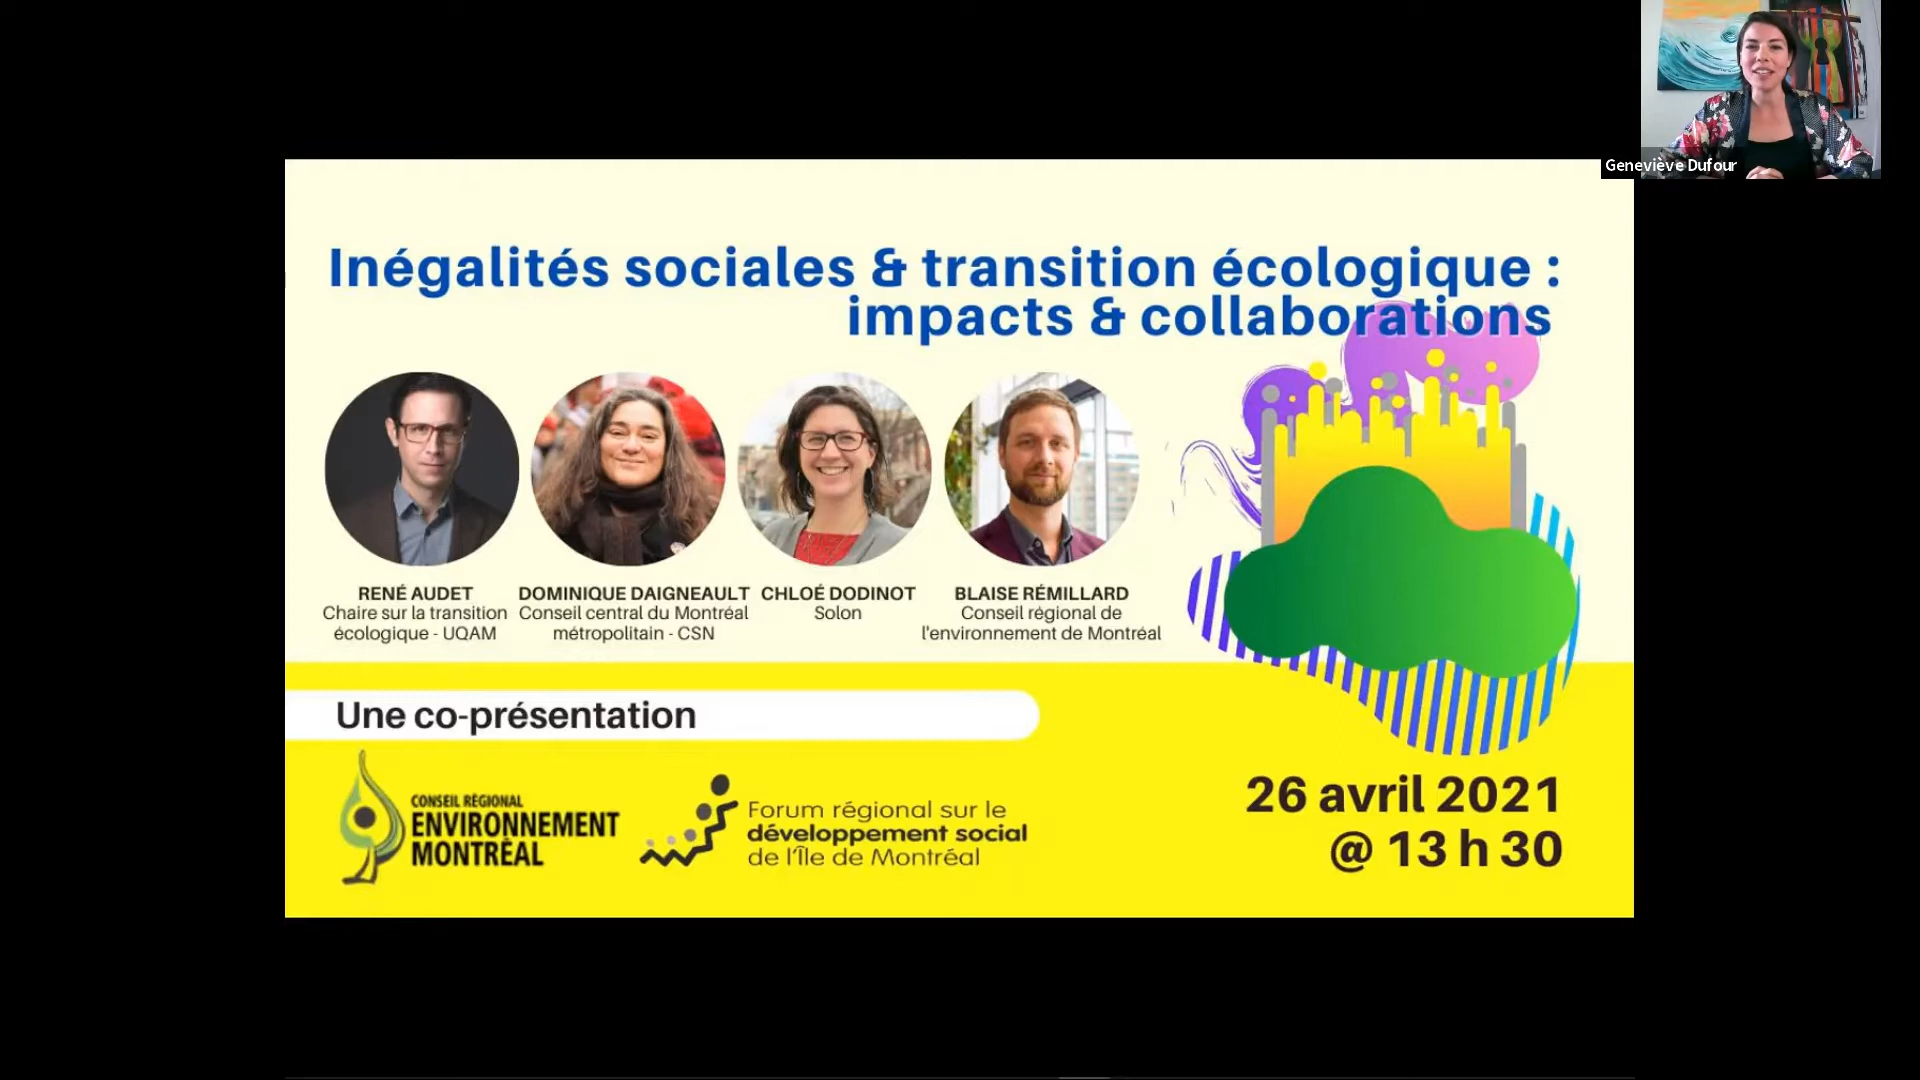 Geneviève Dufour
Inégalités sociales & transition écologique :
impacts & collaborations
RENÉ AUDET
Chaire sur la transition
écologique - UQAM
DOMINIQUE DAIGNEAULT
Conseil central du Montréal
métropolitain - CSN
CHLOÉ DODINOT
Solon
BLAISE RÉMILLARD
Conseil régional de
l'environnement de Montréal
Une co-présentation
CONSEIL RÉGIONAL
ENVIRONNEMENT
MONTRÉAL
Forum régional sur le
développement social
de l'Île de Montréal
26 avril 2021
@ 13 h 30